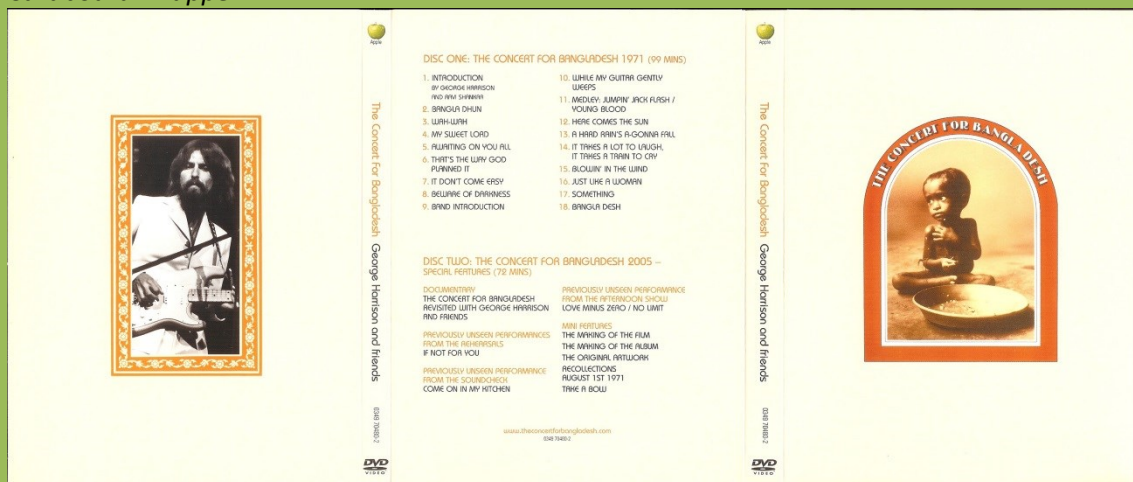 Apple
The Concert For Bangladesh George Harrison and friends
0349 70480-2
DVD
VIDEO
DISC ONE: THE CONCERT FOR BANGLADESH 1971 (99 MINS)
1. INTRODUCTION
BY GEORGE HARRISON
AND RAVI SHANKAR
2. BANGLA DHUN
3. WAH-WAH
4. MY SWEET LORD
5. AWAITING ON YOU ALL
6. THAT'S THE WAY GOD
PLANNED IT
7. IT DON'T COME EASY
8. BEWARE OF DARKNESS
9. BAND INTRODUCTION
10. WHILE MY GUITAR GENTLY
WEEPS
11. MEDLEY: JUMPIN' JACK FLASH /
YOUNG BLOOD
12. HERE COMES THE SUN
13. A HARD RAIN'S A-GONNA FALL
14. IT TAKES A LOT TO LAUGH,
IT TAKES A TRAIN TO CRY
15. BLOWIN' IN THE WIND
16. JUST LIKE A WOMAN
17. SOMETHING
18. BANGLA DESH
DISC TWO: THE CONCERT FOR BANGLADESH 2005 –
SPECIAL FEATURES (72 MINS)
DOCUMENTARY
THE CONCERT FOR BANGLADESH
REVISITED WITH GEORGE HARRISON
AND FRIENDS
PREVIOUSLY UNSEEN PERFORMANCES
FROM THE REHEARSALS
IF NOT FOR YOU
PREVIOUSLY UNSEEN PERFORMANCE
FROM THE SOUNDCHECK
COME ON IN MY KITCHEN
PREVIOUSLY UNSEEN PERFORMANCE
FROM THE AFTERNOON SHOW
LOVE MINUS ZERO / NO LIMIT
MINI FEATURES
THE MAKING OF THE FILM
THE MAKING OF THE ALBUM
THE ORIGINAL ARTWORK
RECOLLECTIONS
AUGUST 1ST 1971
TAKE A BOW
www.theconcertforbangladesh.com
0349 70480-2
Apple
The Concert For Bangladesh George Harrison and friends
0349 70480-2
DVD
VIDEO
THE CONCERT FOR BANGLA DESH